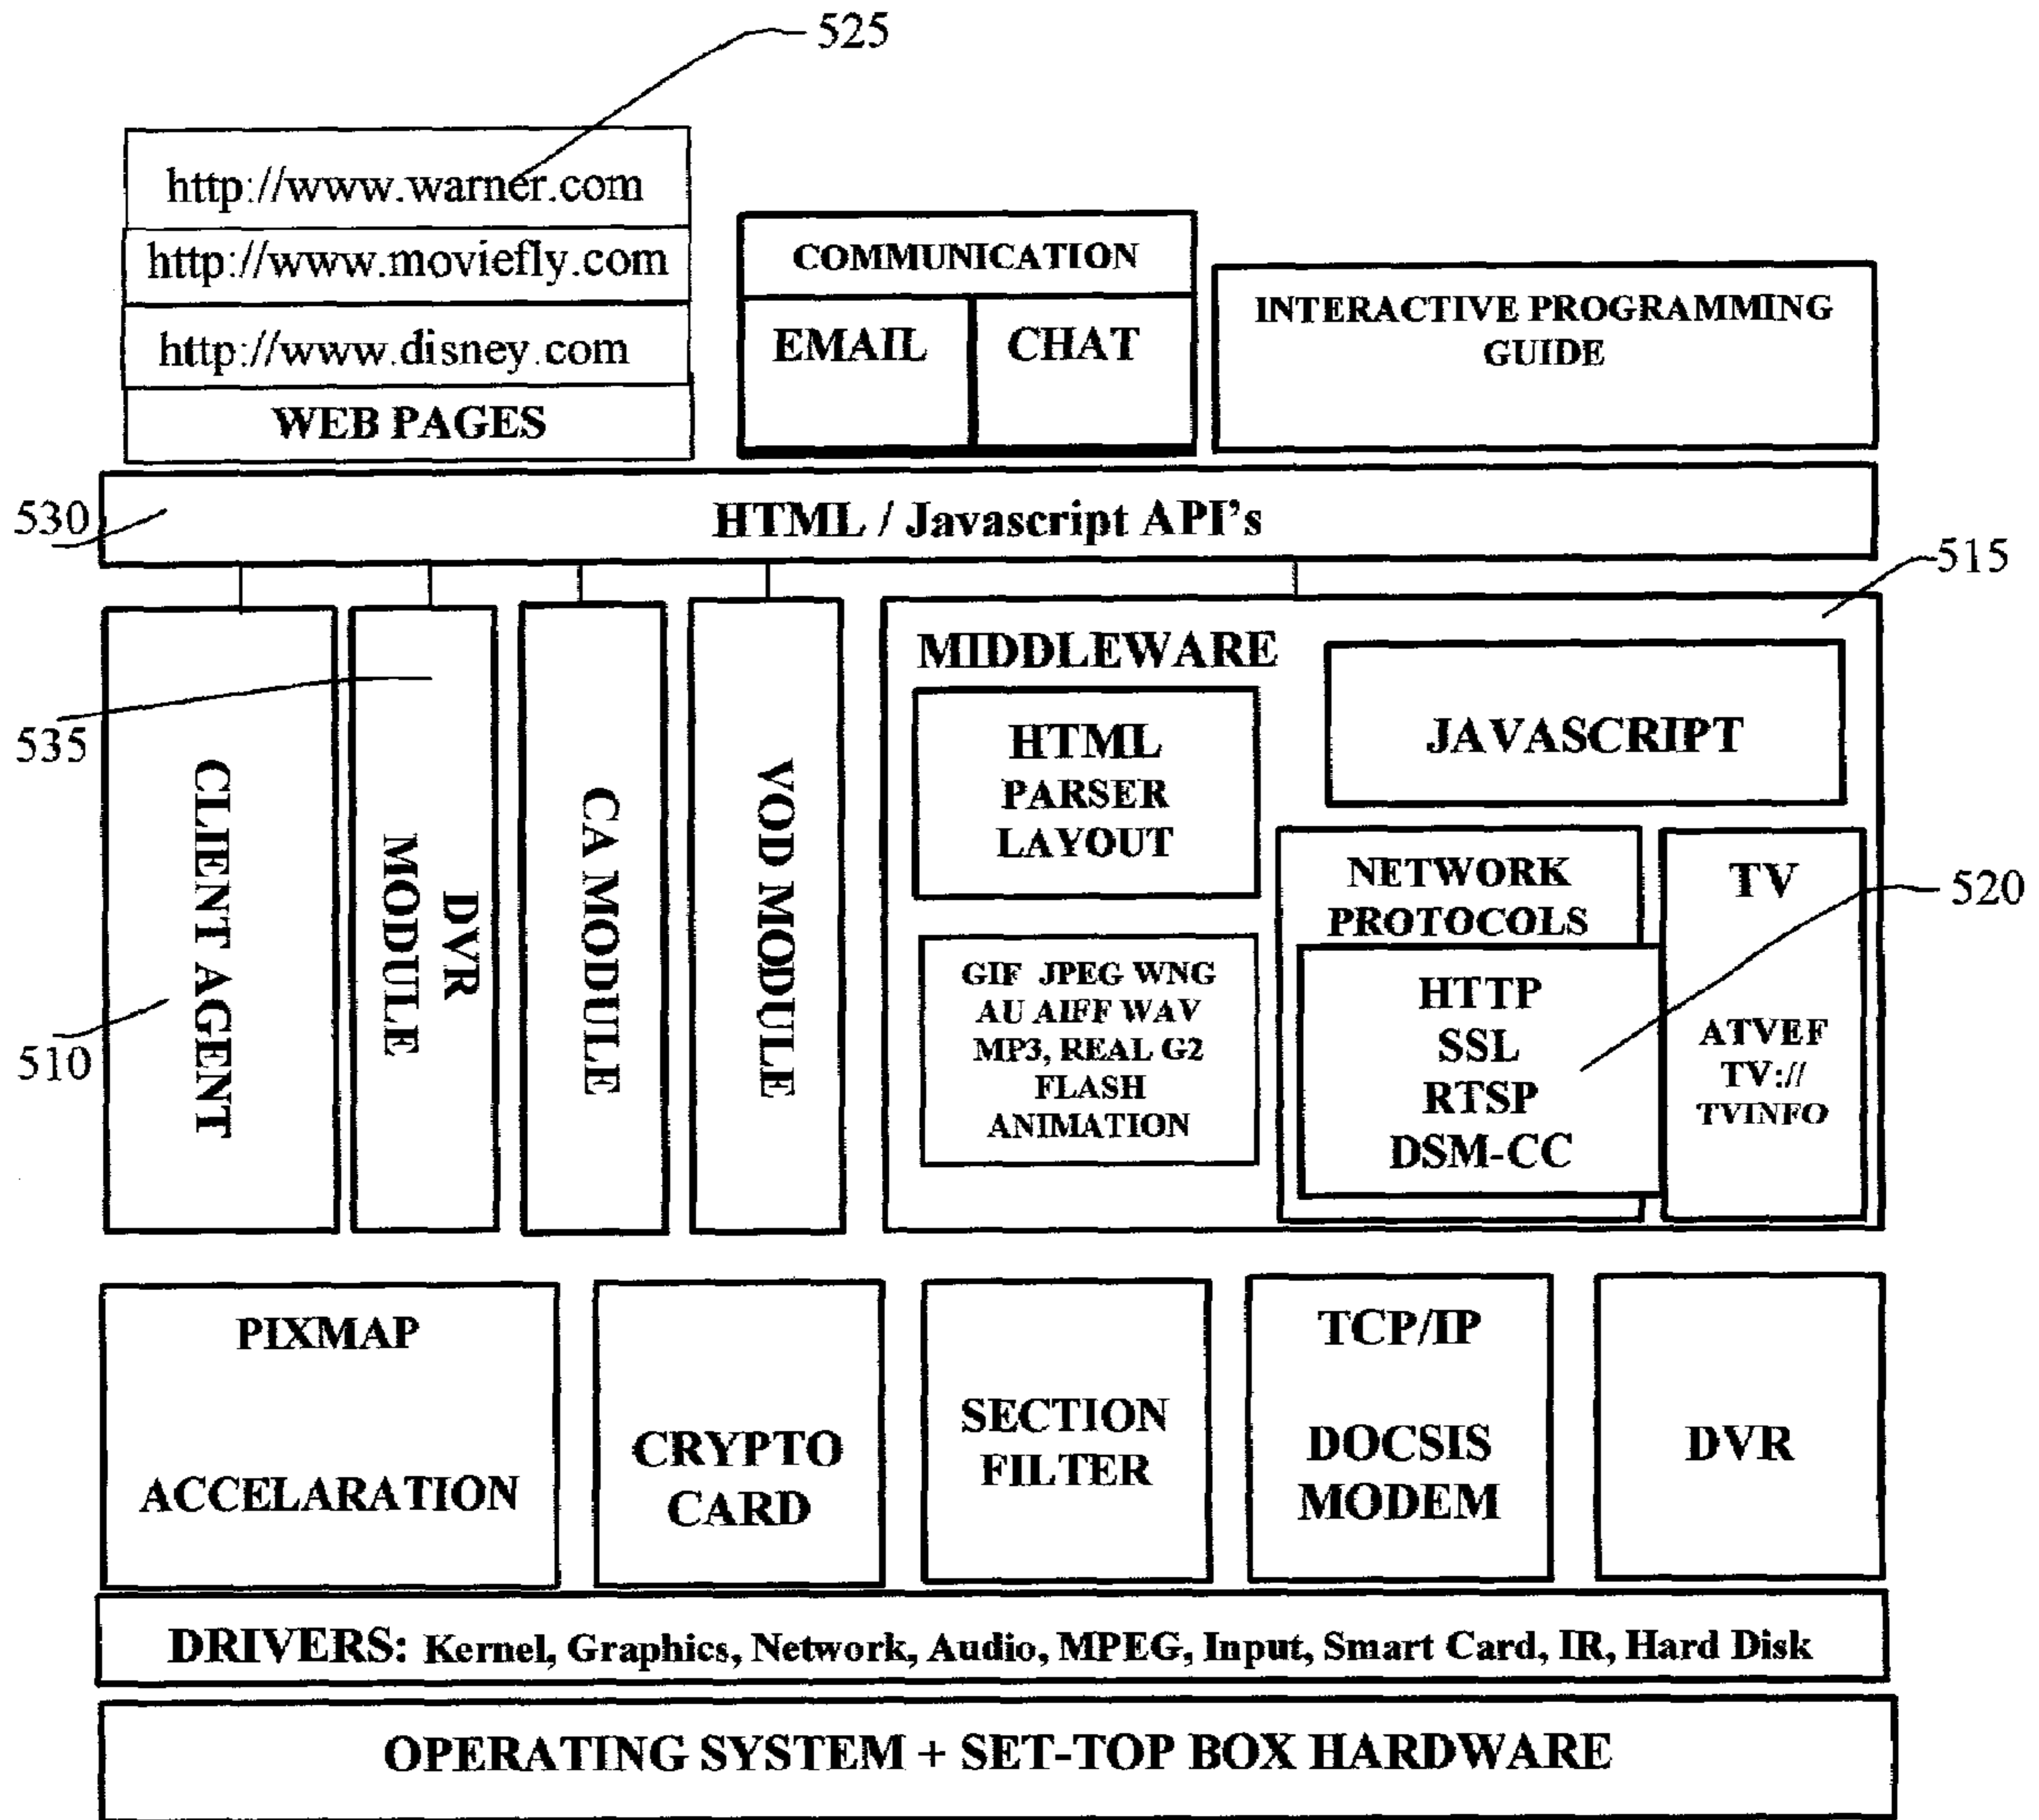 525
http://www.warner.com
http://www.moviefly.com
http://www.disney.com
WEB PAGES
COMMUNICATION
EMAIL
CHAT
INTERACTIVE PROGRAMMING
GUIDE
530
HTML / Javascript API's
515
535
510
CLIENT AGENT
DVR
MODULE
CA MODULE
VOD MODULE
MIDDLEWARE
HTML
PARSER
LAYOUT
JAVASCRIPT
GIF JPEG WNG
AU AIFF WAV
MP3, REAL G2
FLASH
ANIMATION
NETWORK
PROTOCOLS
HTTP
SSL
RTSP
DSM-CC
TV
ATVEF
TV://
TVINFO
520
PIXMAP
ACCELARATION
CRYPTO
CARD
SECTION
FILTER
TCP/IP
DOCSIS
MODEM
DVR
DRIVERS: Kernel, Graphics, Network, Audio, MPEG, Input, Smart Card, IR, Hard Disk
OPERATING SYSTEM + SET-TOP BOX HARDWARE